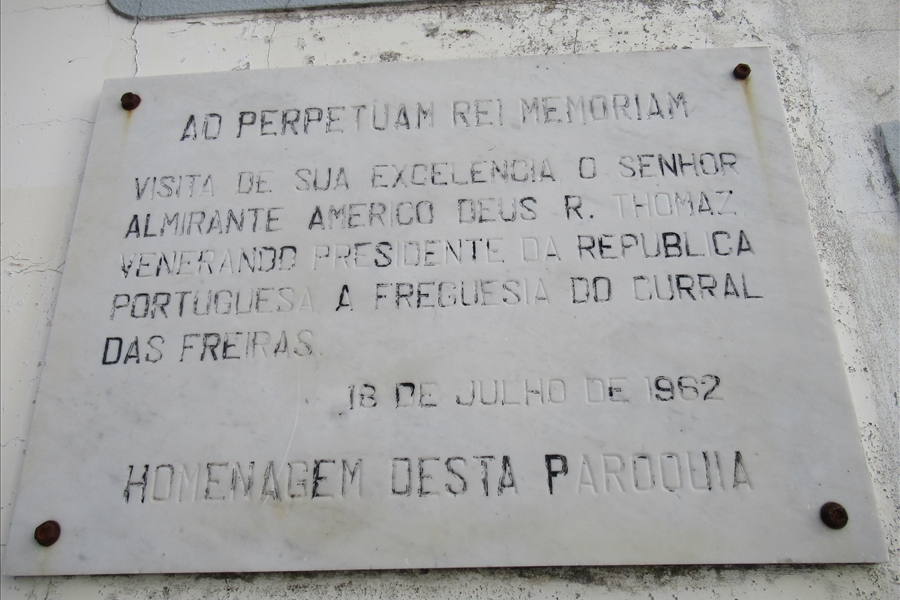 AD PERPETUAM REI MEMORIAM
VISITA DE SUA EXCELENCIA O SENHOR
ALMIRANTE AMERICO DEUS R. THOMAZ
VENERANDO PRESIDENTE DA REPUBLICA
PORTUGUESA A FREGUESIA DO CURRAL
DAS FREIRAS.
18 DE JULHO DE 1962
HOMENAGEM DESTA PAROQUIA